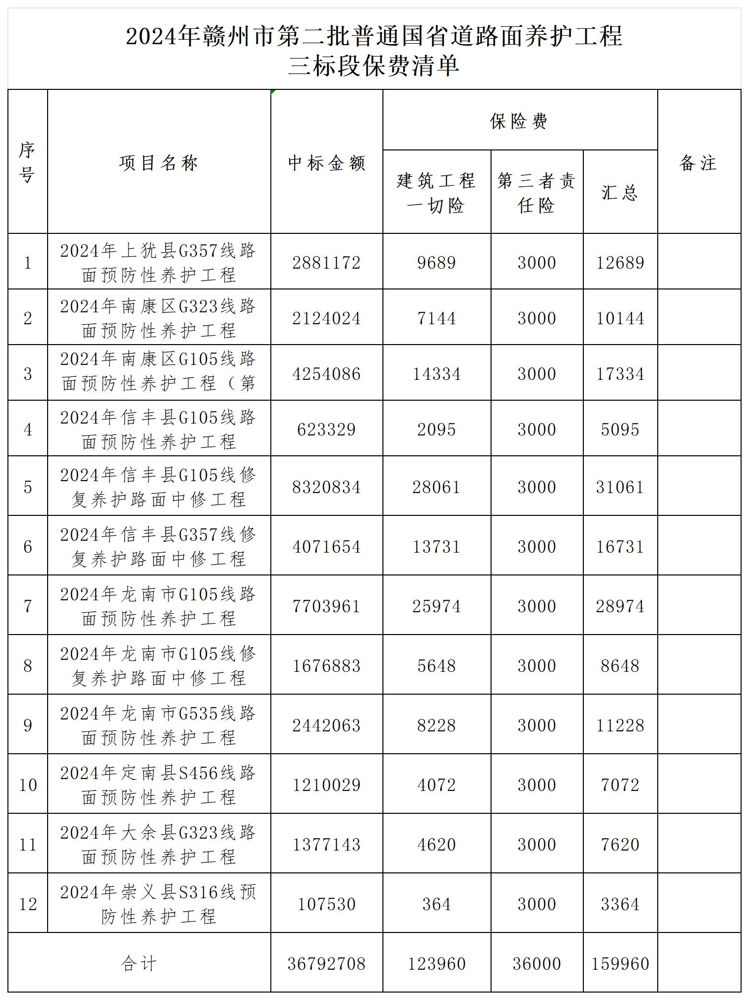 2024年赣州市第二批普通国省道路面养护工程
三标段保费清单
序号 项目名称 中标金额 保险费 备注
建筑工程一切险 第三者责任险 汇总
1 2024年上犹县G357线路面预防性养护工程 2881172 9689 3000 12689
2 2024年南康区G323线路面预防性养护工程 2124024 7144 3000 10144
3 2024年南康区G105线路面预防性养护工程（第 4254086 14334 3000 17334
4 2024年信丰县G105线路面预防性养护工程 623329 2095 3000 5095
5 2024年信丰县G105线修复养护路面中修工程 8320834 28061 3000 31061
6 2024年信丰县G357线修复养护路面中修工程 4071654 13731 3000 16731
7 2024年龙南市G105线路面预防性养护工程 7703961 25974 3000 28974
8 2024年龙南市G105线修复养护路面中修工程 1676883 5648 3000 8648
9 2024年龙南市G535线路面预防性养护工程 2442063 8228 3000 11228
10 2024年定南县S456线路面预防性养护工程 1210029 4072 3000 7072
11 2024年大余县G323线路面预防性养护工程 1377143 4620 3000 7620
12 2024年崇义县S316线预防性养护工程 107530 364 3000 3364
合计 36792708 123960 36000 159960